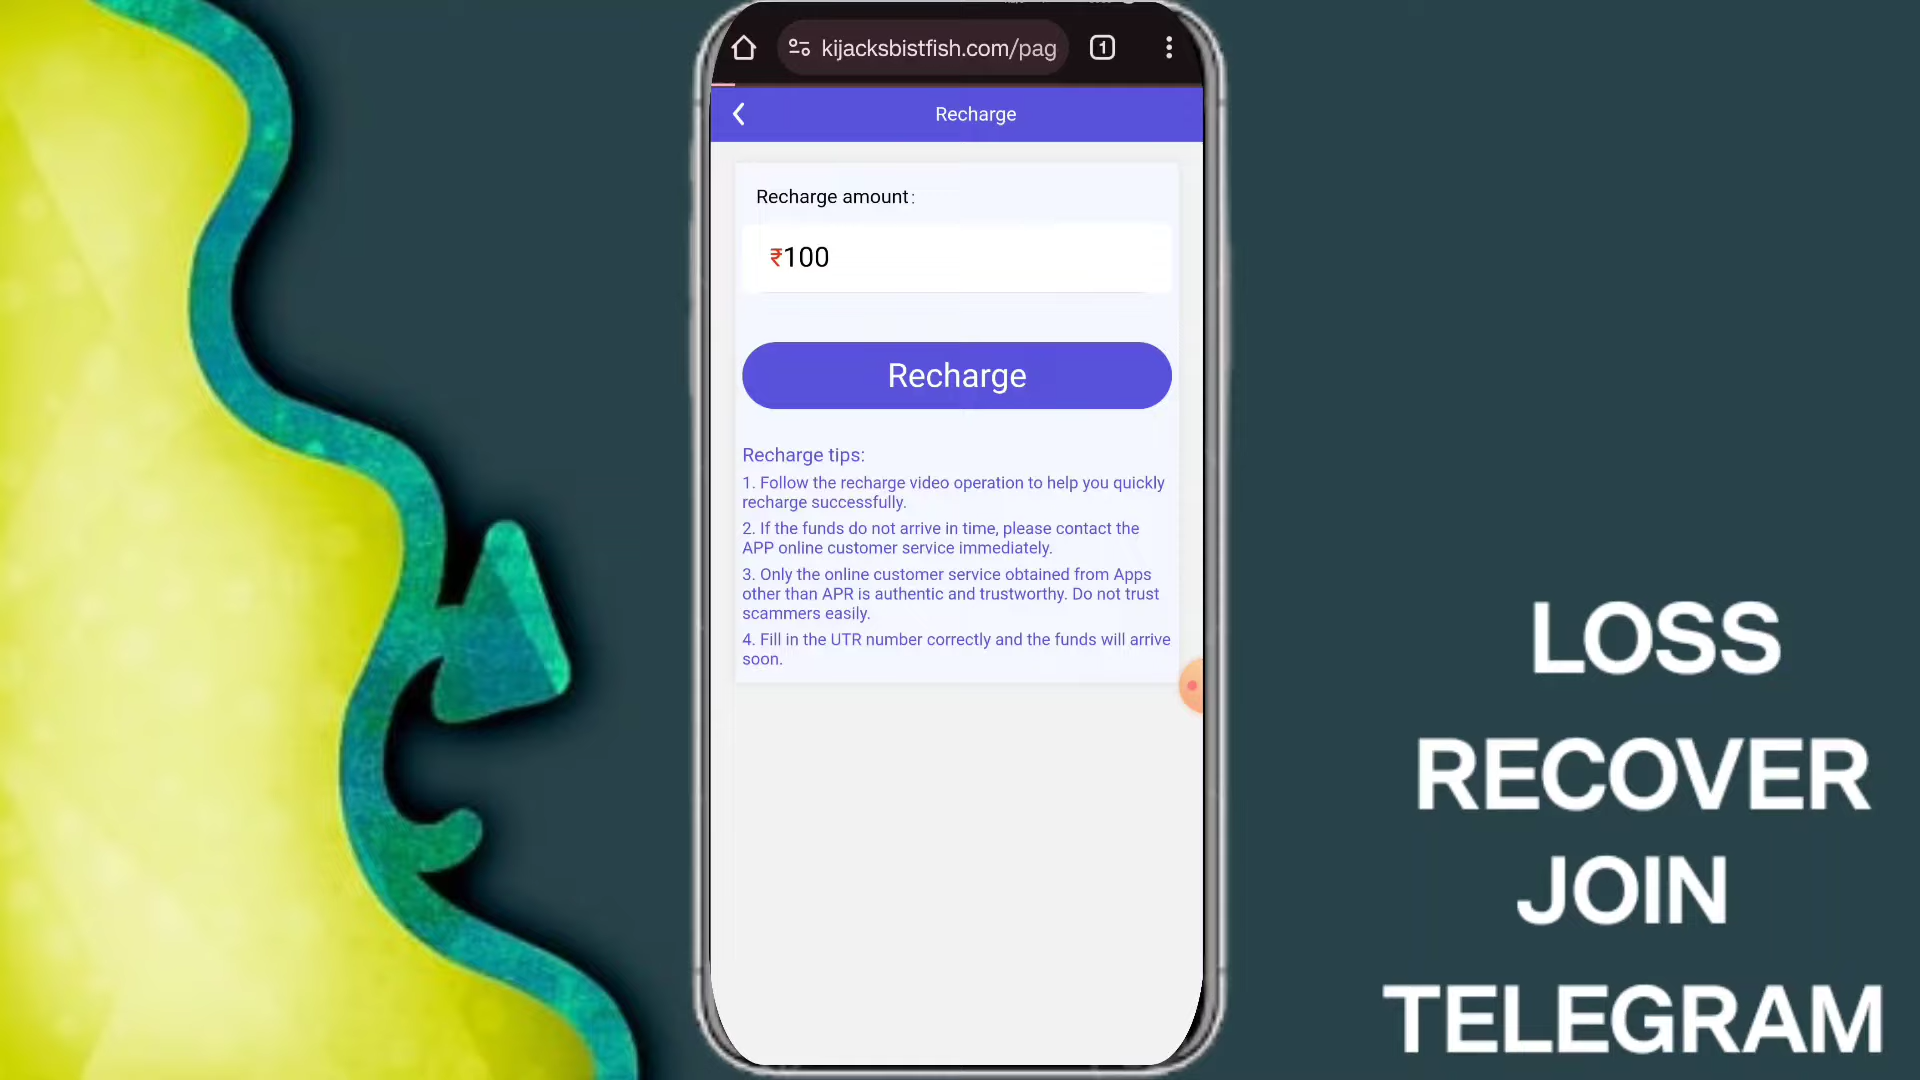 kijacksbistfish.com/pag
1
Recharge
Recharge amount:
₹100
Recharge
Recharge tips:
1. Follow the recharge video operation to help you quickly
recharge successfully.
2. If the funds do not arrive in time, please contact the
APP online customer service immediately.
3. Only the online customer service obtained from Apps
other than APR is authentic and trustworthy. Do not trust
scammers easily.
4. Fill in the UTR number correctly and the funds will arrive
soon.
LOSS
RECOVER
JOIN
TELEGRAM